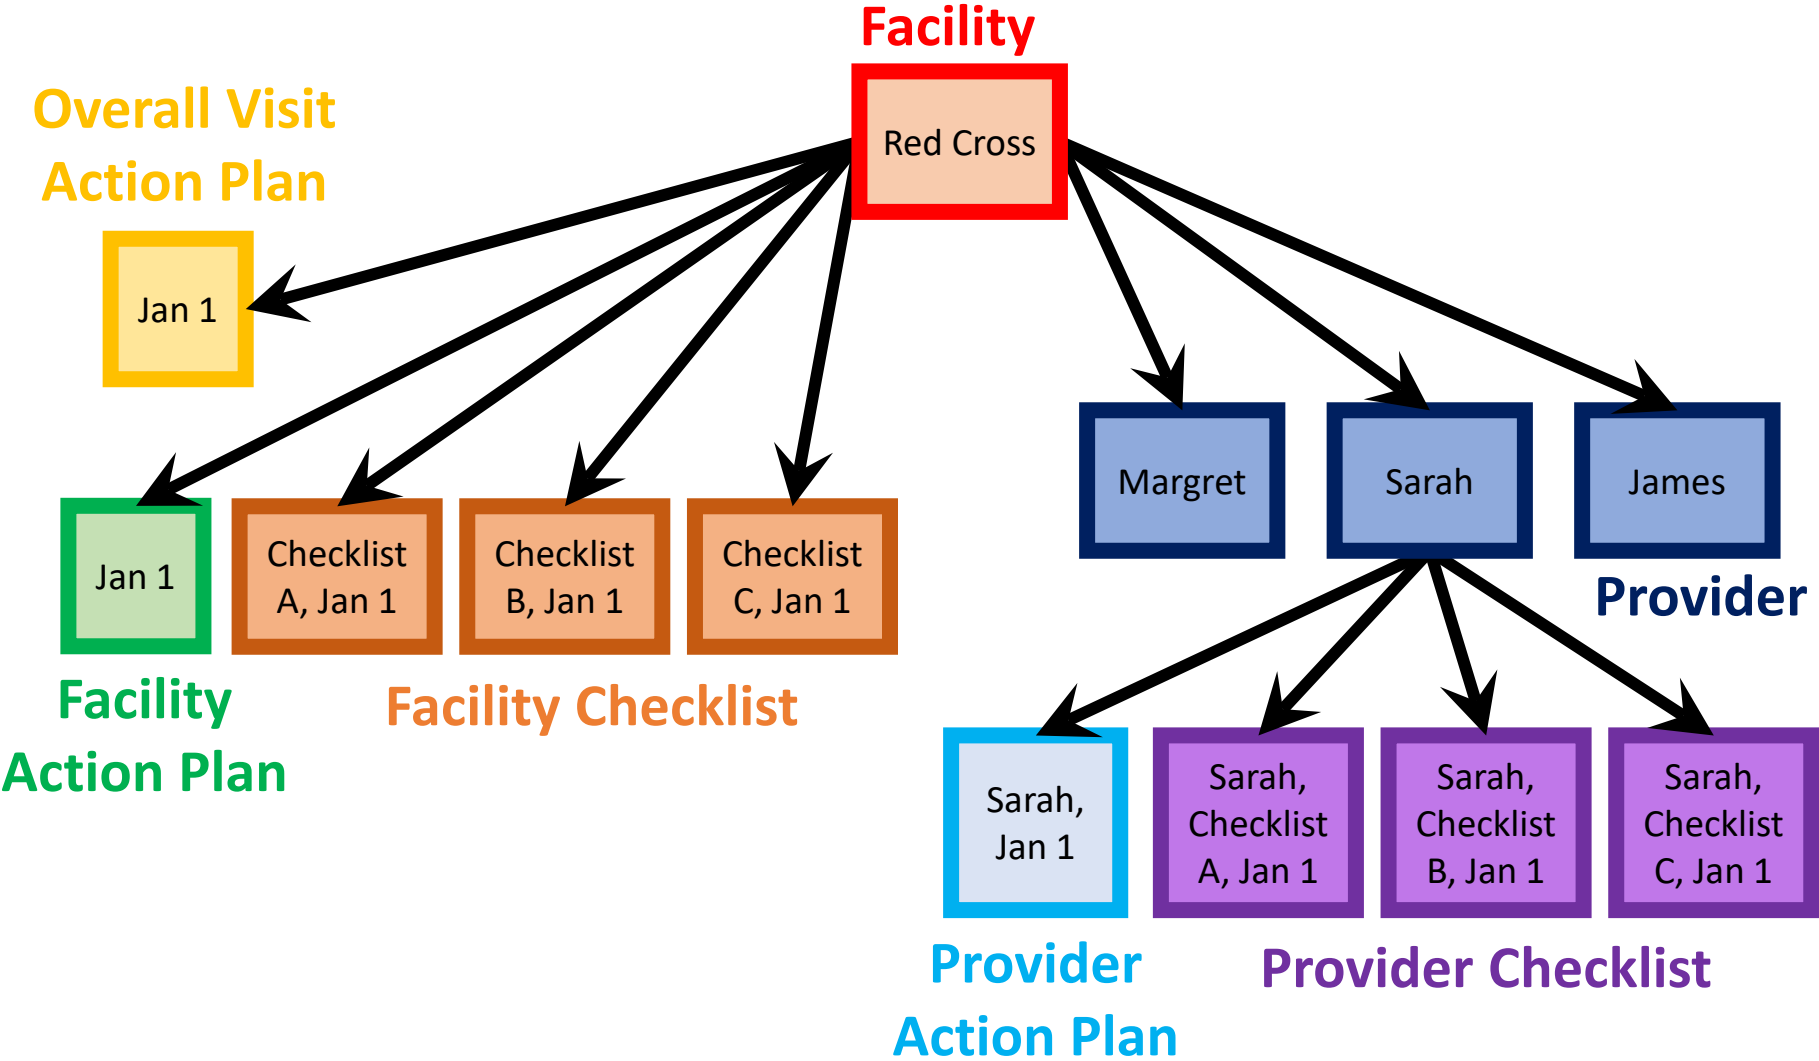 Facility
Red Cross
Overall Visit
Action Plan
Jan 1
Margret
Sarah
James
Provider
Jan 1
Checklist
A, Jan 1
Checklist
B, Jan 1
Checklist
C, Jan 1
Facility
Action Plan
Facility Checklist
Sarah,
Jan 1
Sarah,
Checklist
A, Jan 1
Sarah,
Checklist
B, Jan 1
Sarah,
Checklist
C, Jan 1
Provider
Action Plan
Provider Checklist